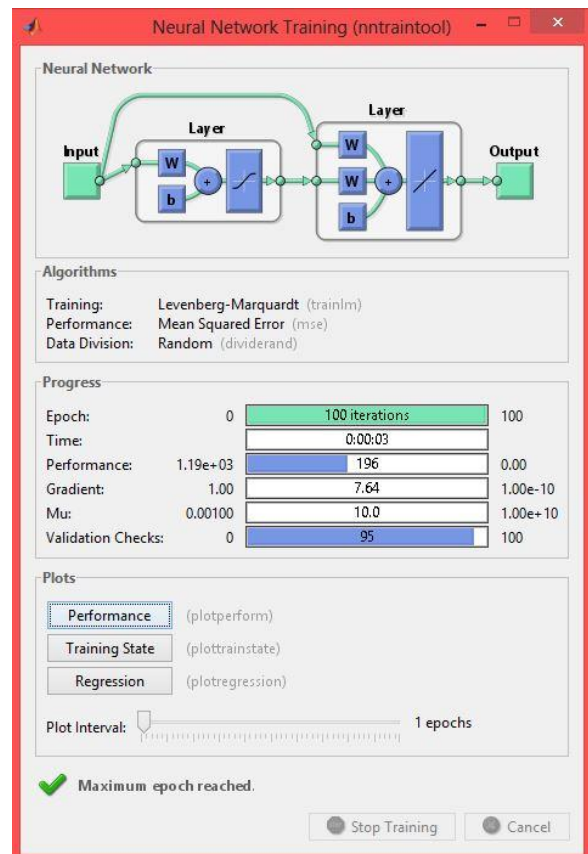 Neural Network Training (nntraintool)
Neural Network
Input
Layer
W
b
+
Layer
W
W
b
+
Output
Algorithms
Training: Levenberg-Marquardt (trainlm)
Performance: Mean Squared Error (mse)
Data Division: Random (dividerand)
Progress
Epoch: 0 100 iterations 100
Time: 0:00:03
Performance: 1.19e+03 196 0.00
Gradient: 1.00 7.64 1.00e-10
Mu: 0.00100 10.0 1.00e+10
Validation Checks: 0 95 100
Plots
Performance (plotperform)
Training State (plottrainstate)
Regression (plotregression)
Plot Interval: 1 epochs
Maximum epoch reached.
Stop Training Cancel